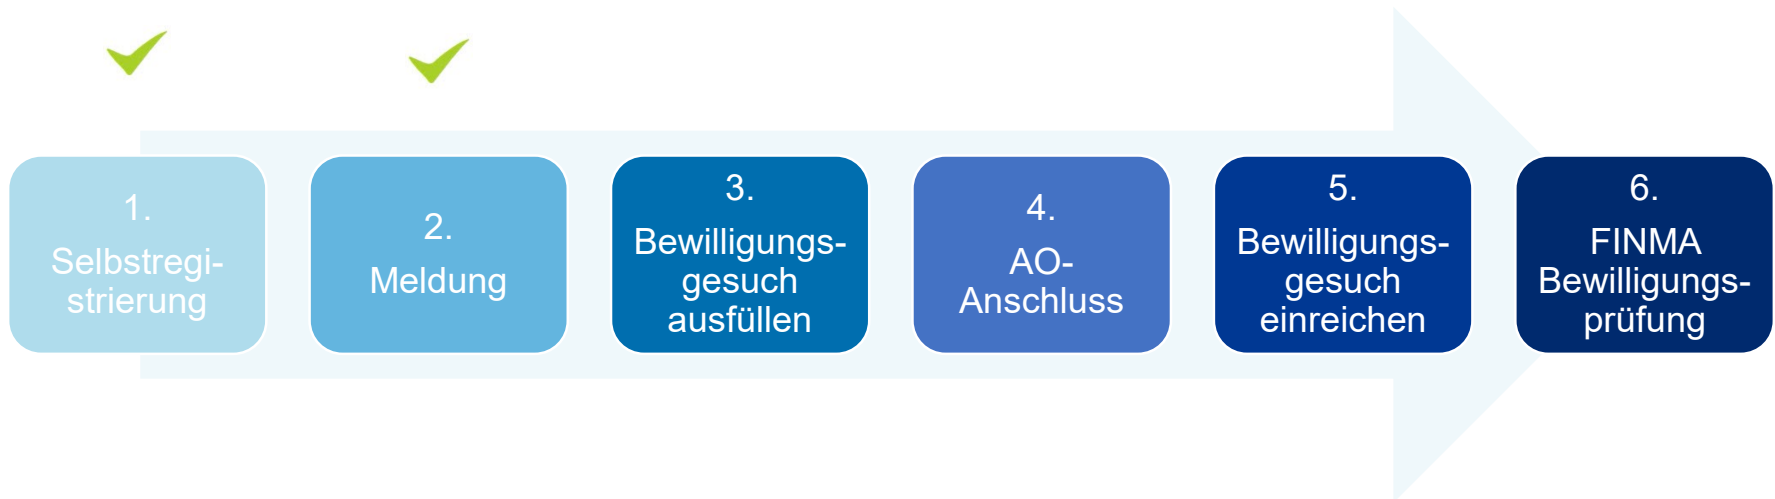 1.
Selbstregi-
strierung
2.
Meldung
3.
Bewilligungs-
gesuch
ausfüllen
4.
AO-
Anschluss
5.
Bewilligungs-
gesuch
einreichen
6.
FINMA
Bewilligungs-
prüfung